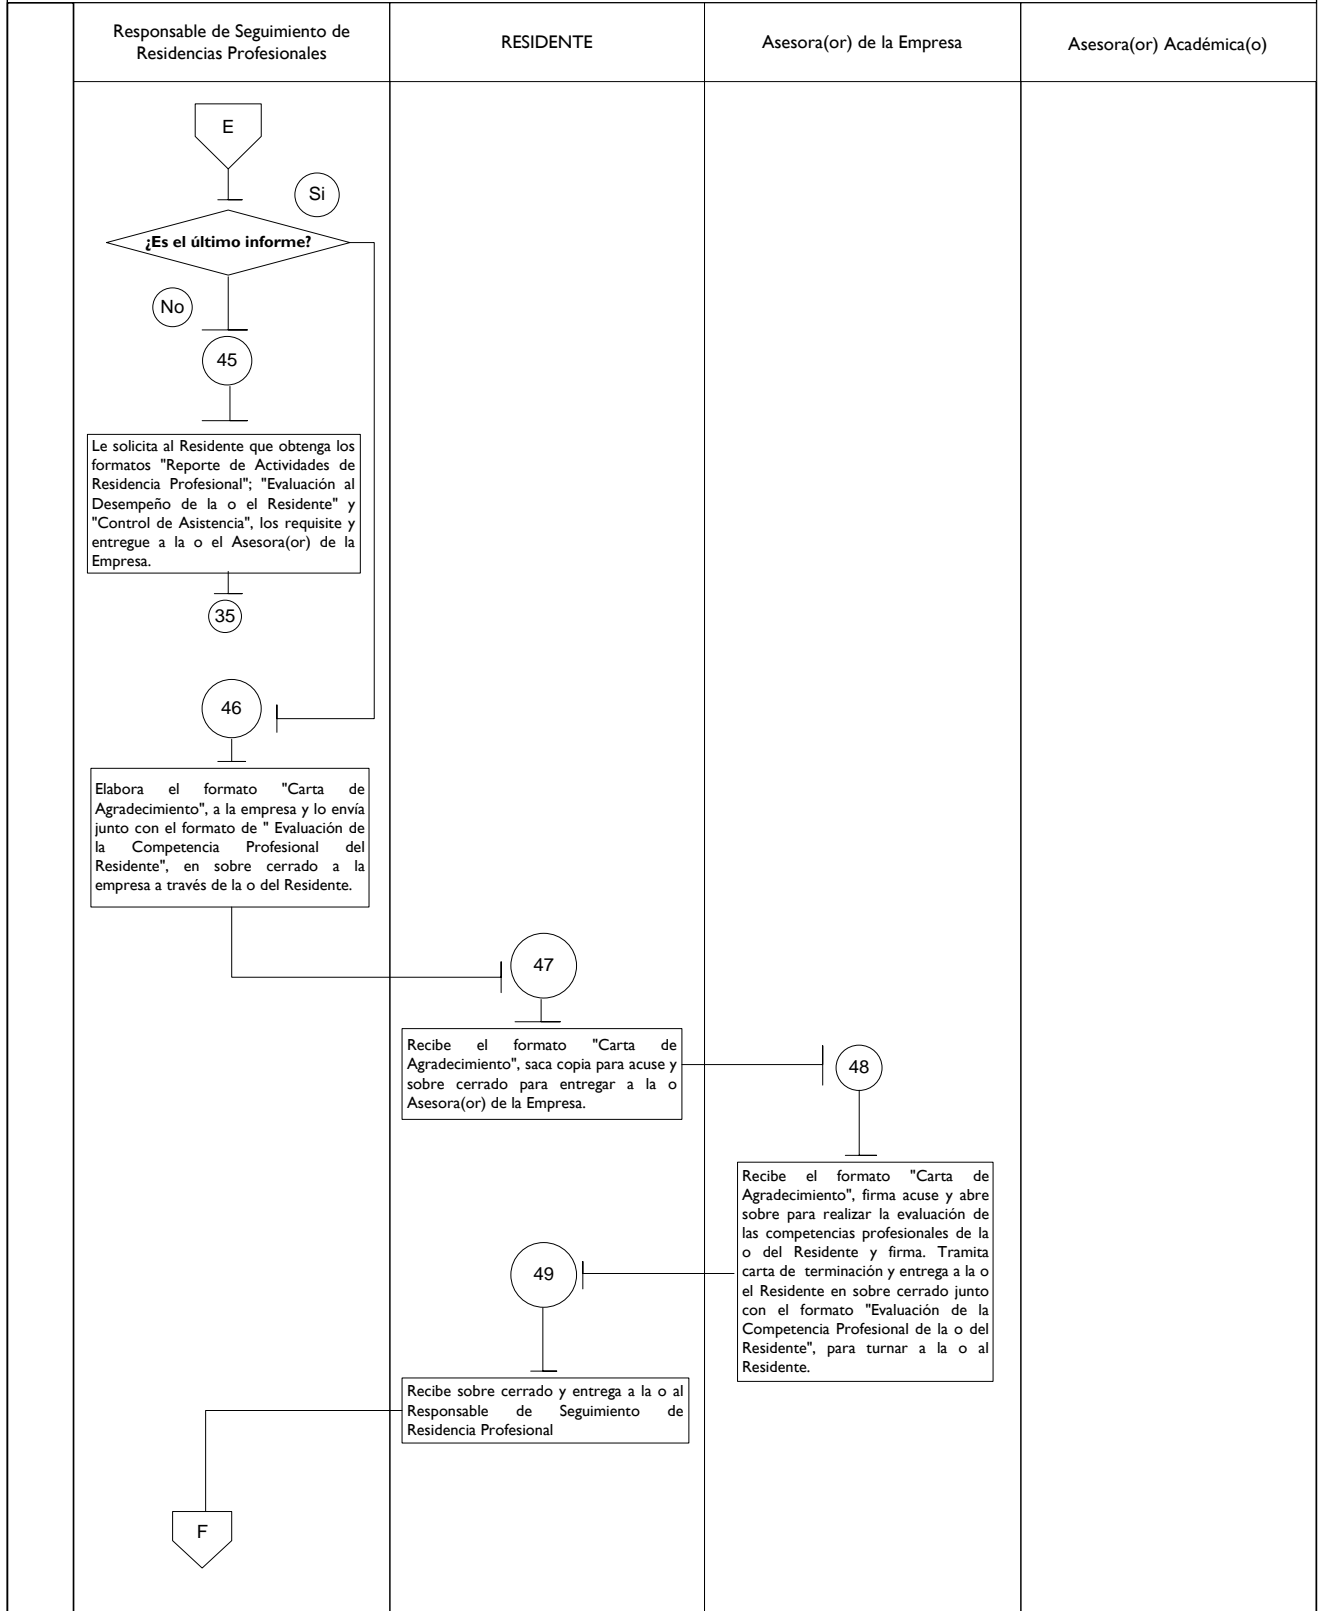 Responsable de Seguimiento de
Residencias Profesionales
RESIDENTE
Asesora(or) de la Empresa
Asesora(or) Académica(o)
E
Si
¿Es el último informe?
No
45
Le solicita al Residente que obtenga los
formatos "Reporte de Actividades de
Residencia Profesional"; "Evaluación al
Desempeño de la o el Residente" y
"Control de Asistencia", los requisite y
entregue a la o el Asesora(or) de la
Empresa.
35
46
Elabora el formato "Carta de
Agradecimiento", a la empresa y lo envía
junto con el formato de " Evaluación de
la Competencia Profesional del
Residente", en sobre cerrado a la
empresa a través de la o del Residente.
47
Recibe el formato "Carta de
Agradecimiento", saca copia para acuse y
sobre cerrado para entregar a la o
Asesora(or) de la Empresa.
48
Recibe el formato "Carta de
Agradecimiento", firma acuse y abre
sobre para realizar la evaluación de
las competencias profesionales de la
o del Residente y firma. Tramita
carta de terminación y entrega a la o
el Residente en sobre cerrado junto
con el formato "Evaluación de la
Competencia Profesional de la o del
Residente", para turnar a la o al
Residente.
49
Recibe sobre cerrado y entrega a la o al
Responsable de Seguimiento de
Residencia Profesional
F